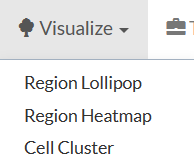 Visualize
Region Lollipop
Region Heatmap
Cell Cluster